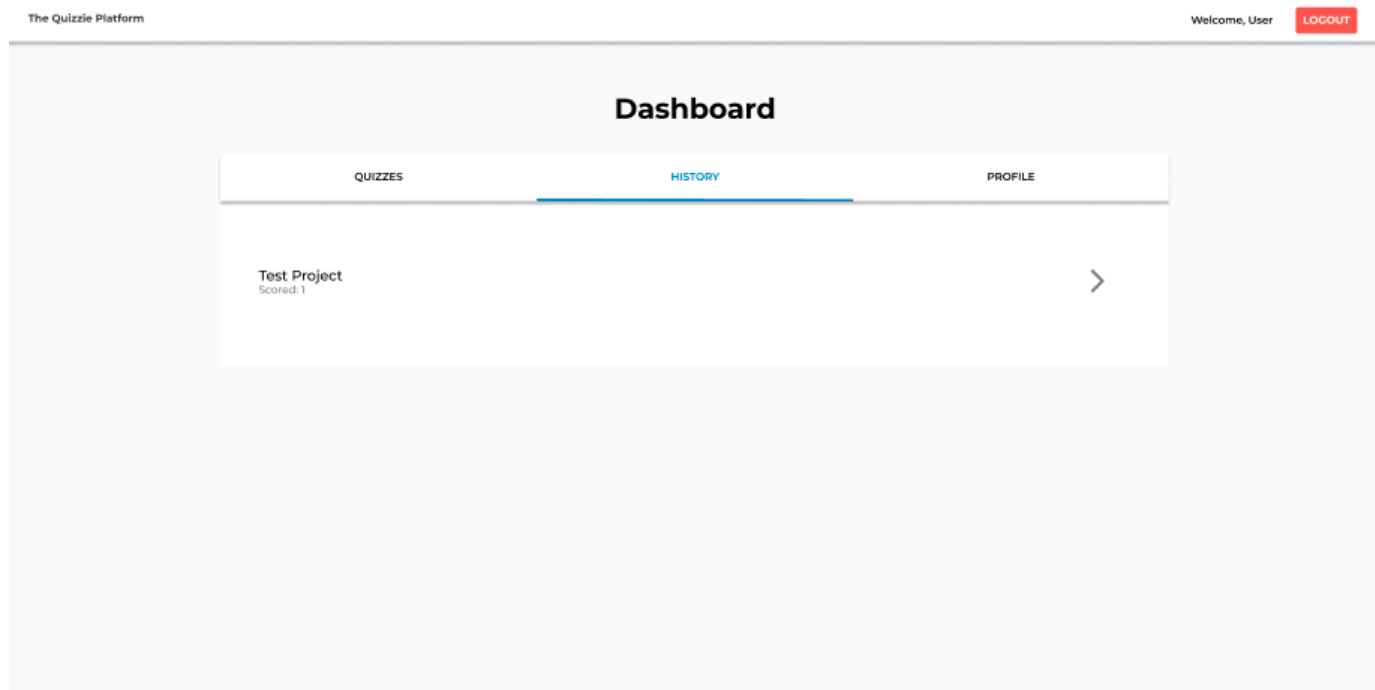 The Quizzie Platform
Welcome, User
LOGOUT
Dashboard
QUIZZES
HISTORY
PROFILE
Test Project
Scored: 1